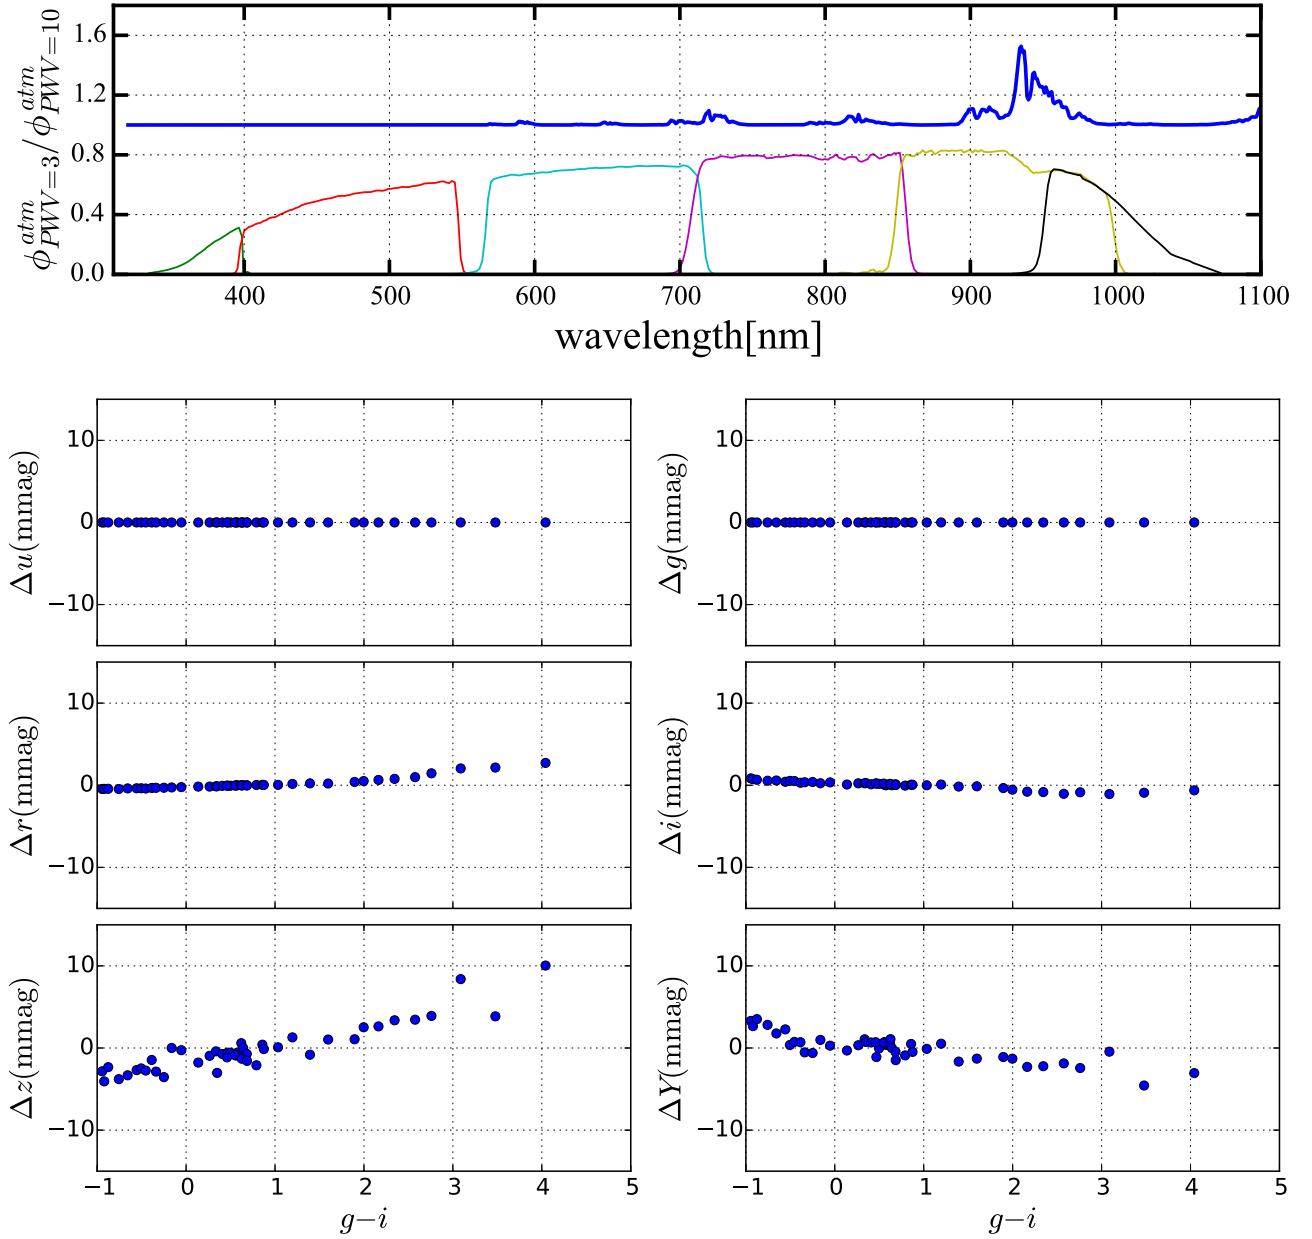 ϕ^{atm}_{PWV=3}/ϕ^{atm}_{PWV=10}
1.6
1.2
0.8
0.4
0.0
400 500 600 700 800 900 1000 1100
wavelength[nm]
Δu(mmag)
10
0
−10
Δg(mmag)
10
0
−10
Δr(mmag)
10
0
−10
Δi(mmag)
10
0
−10
Δz(mmag)
10
0
−10
−1 0 1 2 3 4 5
g−i
ΔY(mmag)
10
0
−10
−1 0 1 2 3 4 5
g−i